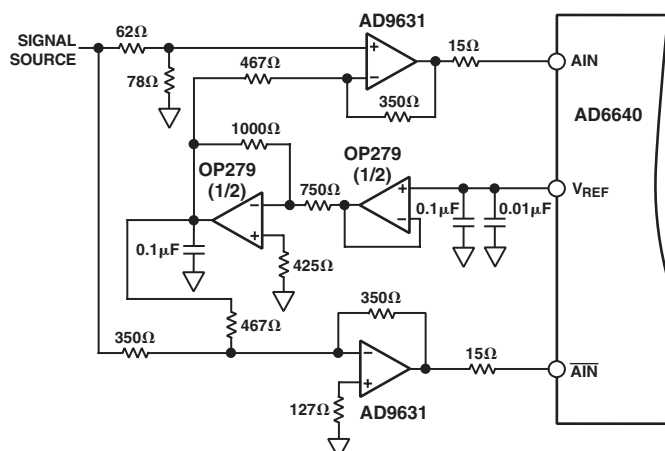 AD9631
SIGNAL
SOURCE
62Ω
78Ω
467Ω
350Ω
15Ω
AIN
AD6640
1000Ω
OP279
(1/2)
750Ω
OP279
(1/2)
VREF
0.1μF
0.01μF
0.1μF
425Ω
350Ω
467Ω
350Ω
15Ω
AIN
127Ω
AD9631
+
−
−
+
+
−
−
+